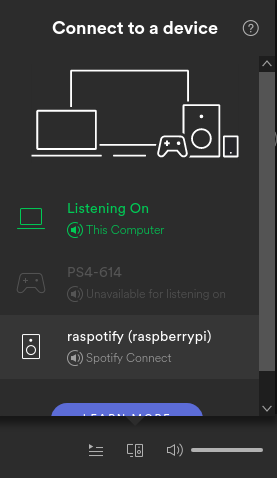 Connect to a device
?
Listening On
This Computer
PS4-614
Unavailable for listening on
raspotify (raspberrypi)
Spotify Connect
LEARN MORE